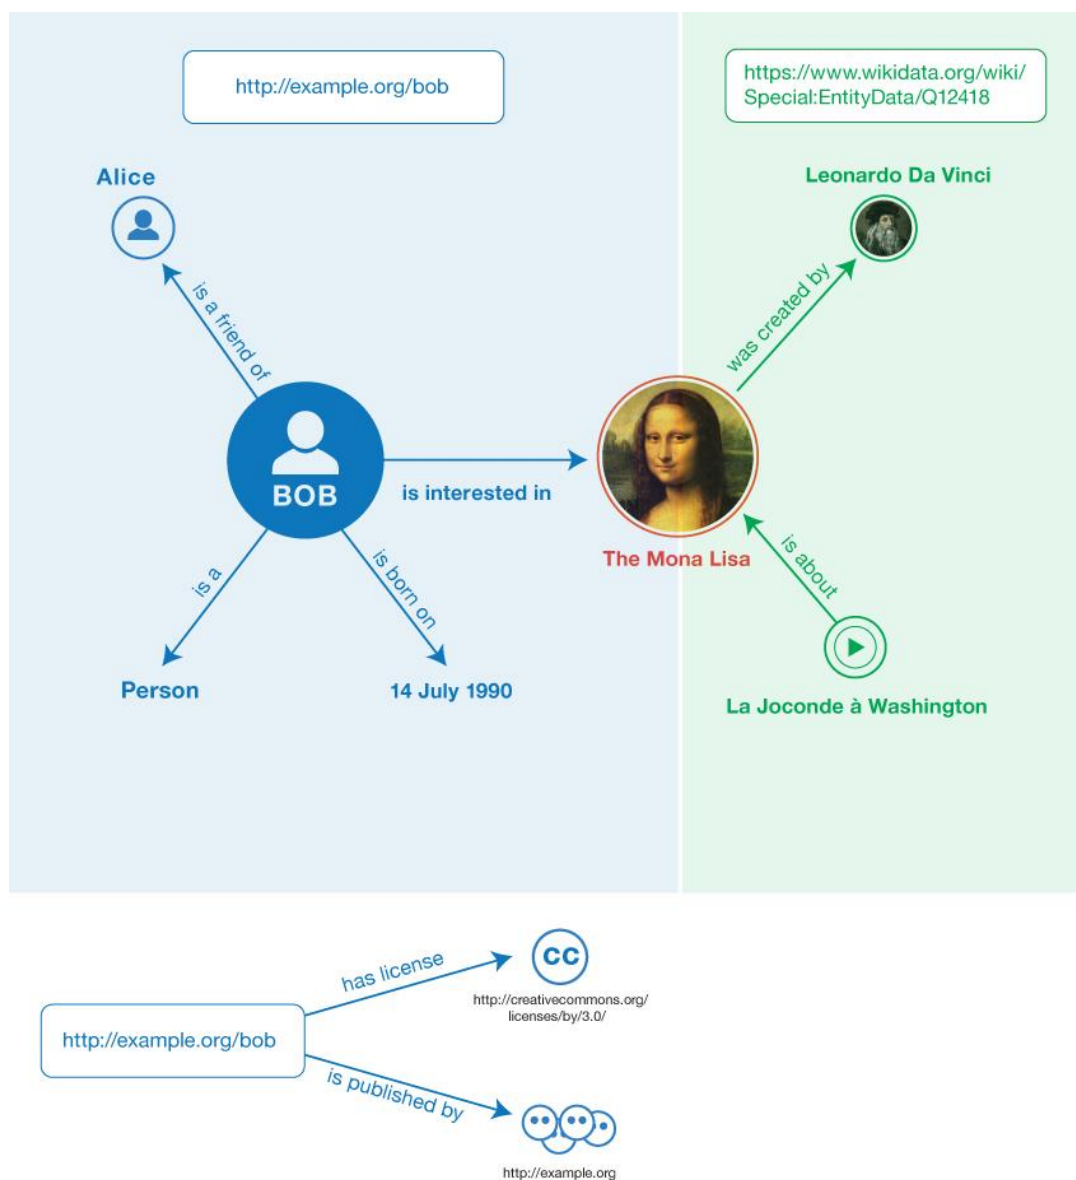 http://example.org/bob
https://www.wikidata.org/wiki/
Special:EntityData/Q12418
Alice
Leonardo Da Vinci
is a friend of
was created by
BOB
is interested in
The Mona Lisa
is a
is born on
is about
Person
14 July 1990
La Joconde à Washington
has license
cc
http://creativecommons.org/
licenses/by/3.0/
http://example.org/bob
is published by
http://example.org